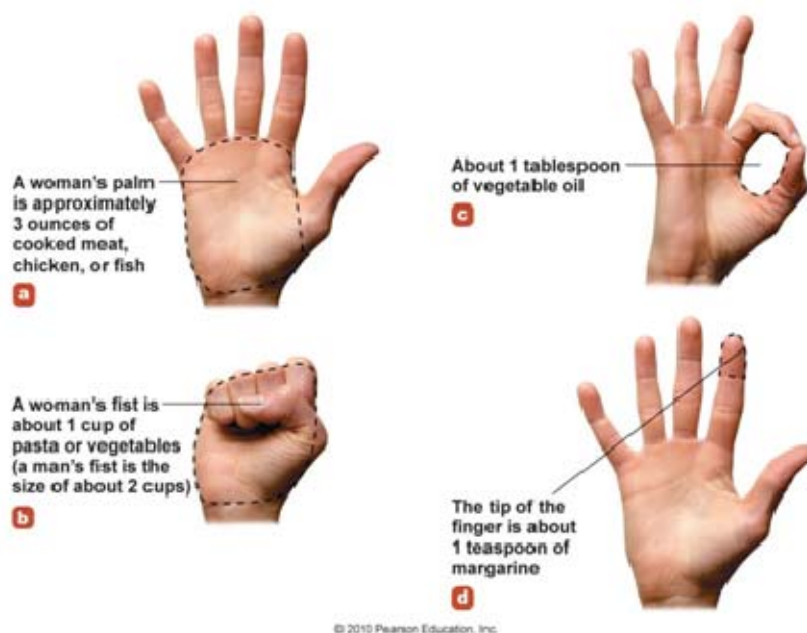 A woman's palm
is approximately
3 ounces of
cooked meat,
chicken, or fish
a
About 1 tablespoon
of vegetable oil
c
A woman's fist is
about 1 cup of
pasta or vegetables
(a man's fist is the
size of about 2 cups)
b
The tip of the
finger is about
1 teaspoon of
margarine
d
© 2010 Pearson Education, Inc.